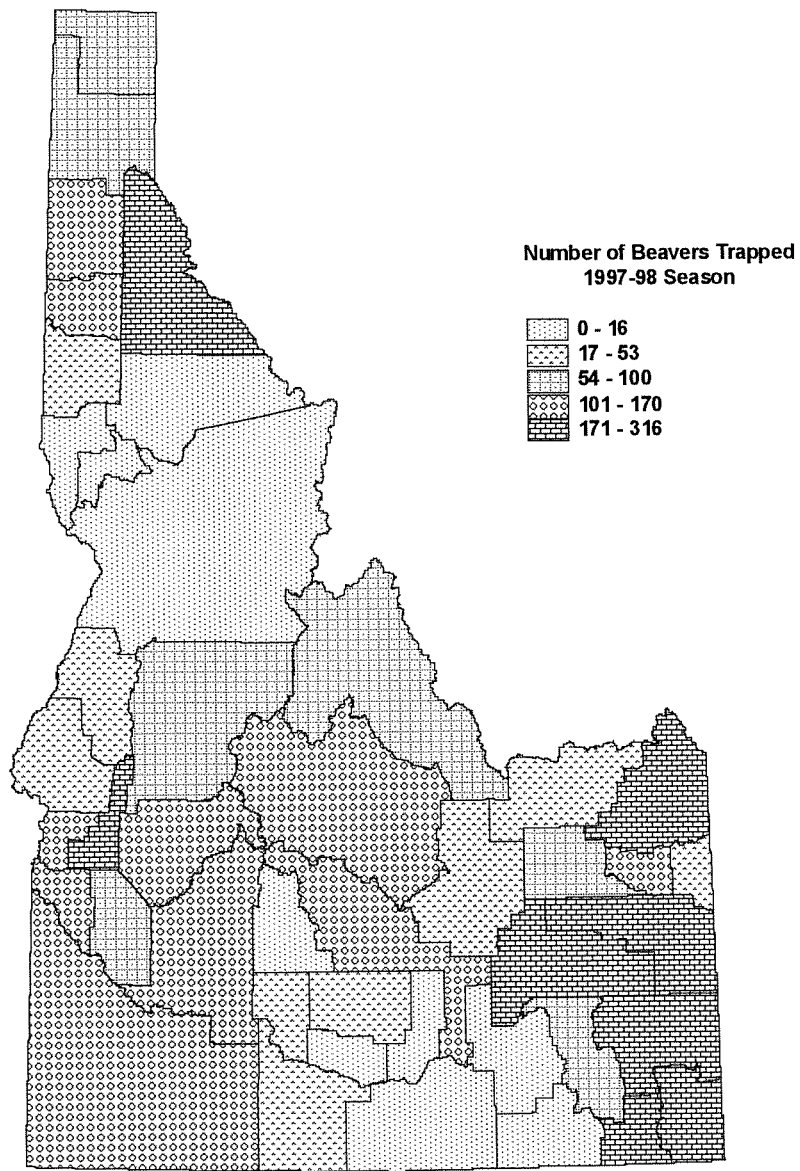 Number of Beavers Trapped
1997-98 Season
0 - 16
17 - 53
54 - 100
101 - 170
171 - 316